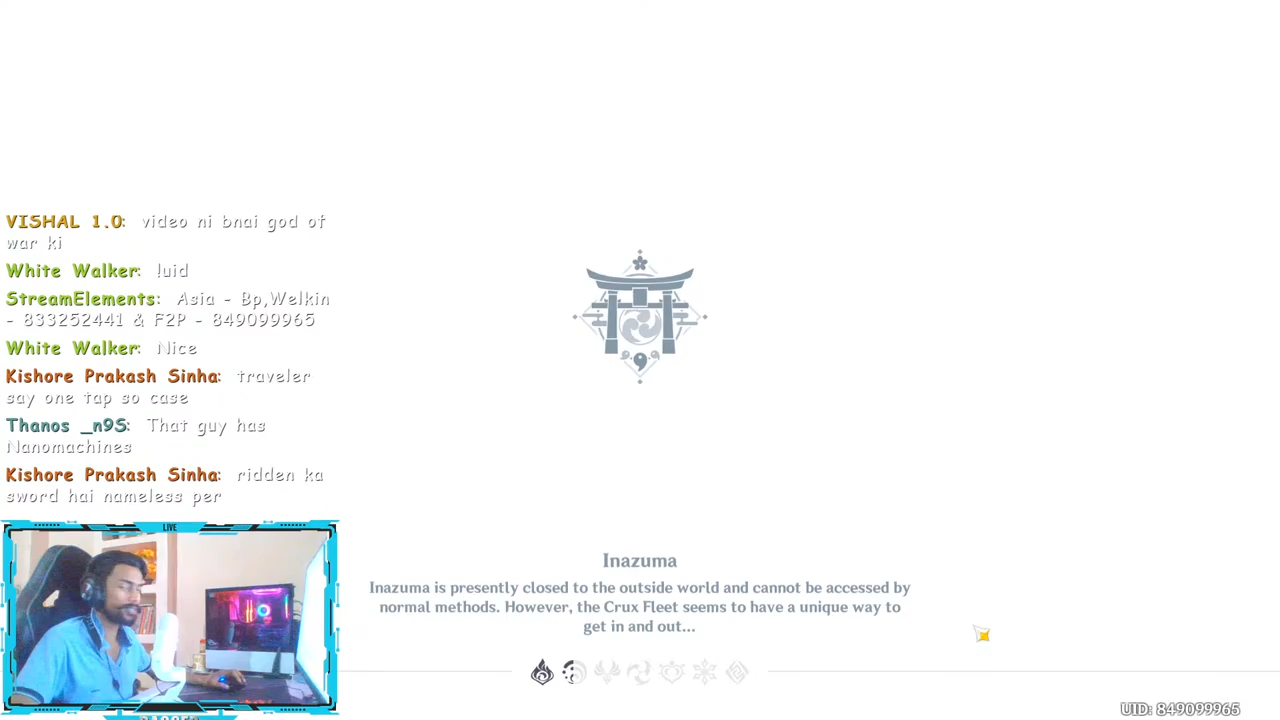 VISHAL 1.0: video ni bnai god of
war ki
White Walker: !uid
StreamElements: Asia - Bp,Welkin
- 833252441 & F2P - 849099965
White Walker: Nice
Kishore Prakash Sinha: traveler
say one tap so case
Thanos _n9S: That guy has
Nanomachines
Kishore Prakash Sinha: ridden ka
sword hai nameless per
LIVE
Inazuma
Inazuma is presently closed to the outside world and cannot be accessed by
normal methods. However, the Crux Fleet seems to have a unique way to
get in and out...
UID: 849099965